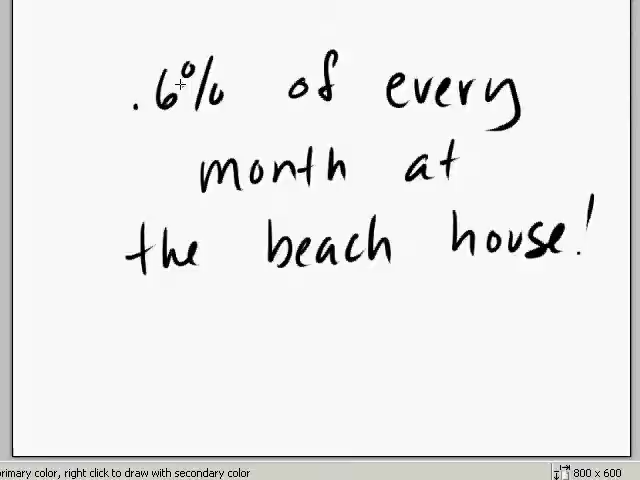 .6% of every
month at
the beach house!
rimary color, right click to draw with secondary color
800 x 600